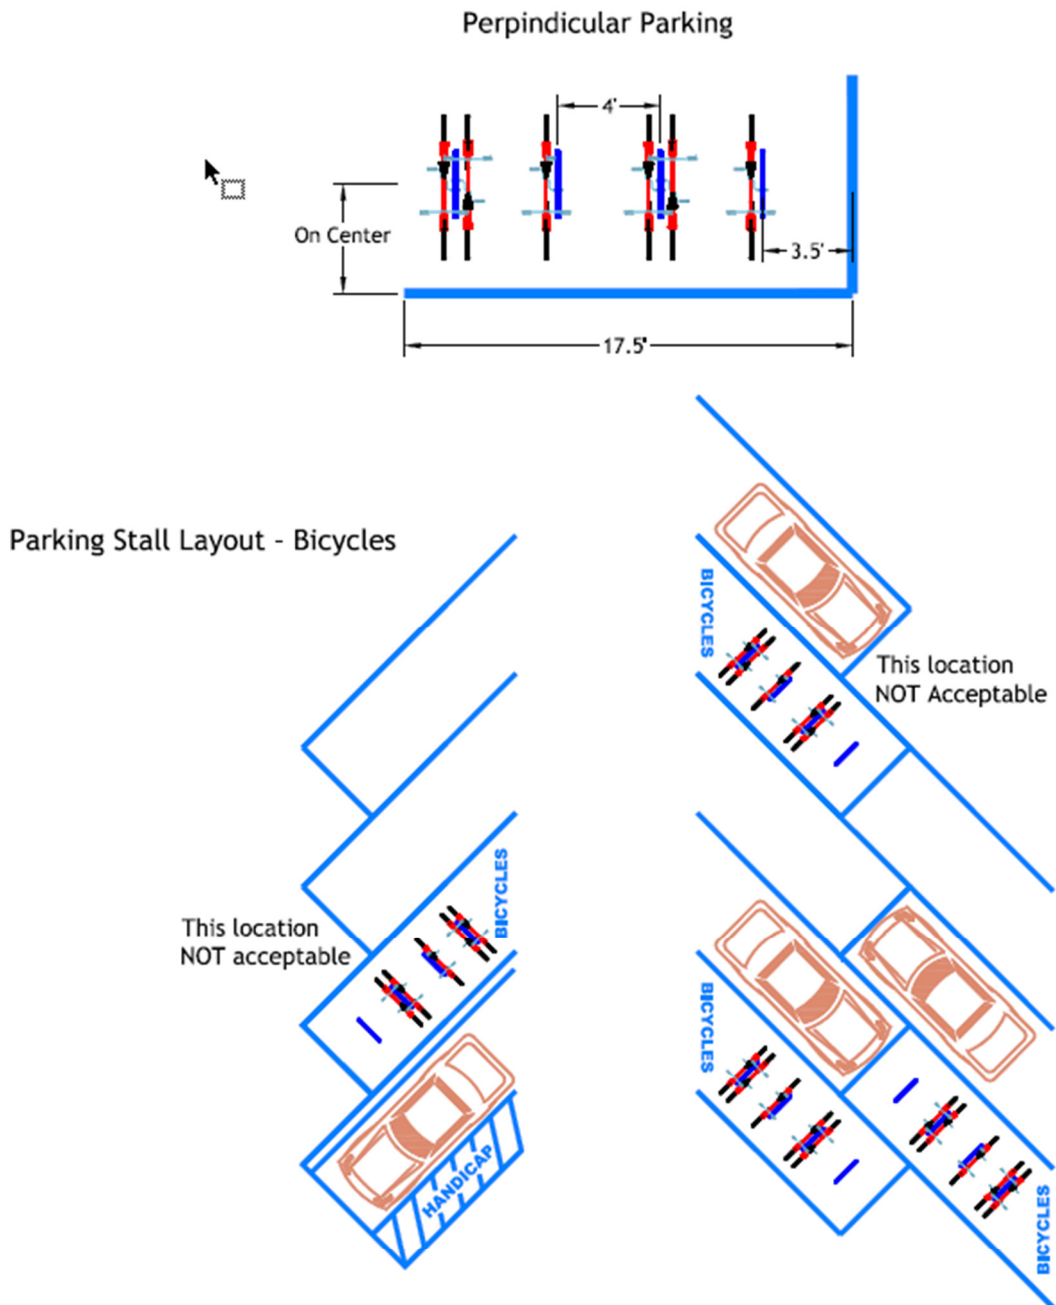 Perpindicular Parking
4'
On Center
3.5'
17.5'
Parking Stall Layout - Bicycles
BICYCLES
This location
NOT Acceptable
BICYCLES
This location
NOT acceptable
BICYCLES
HANDICAP
BICYCLES